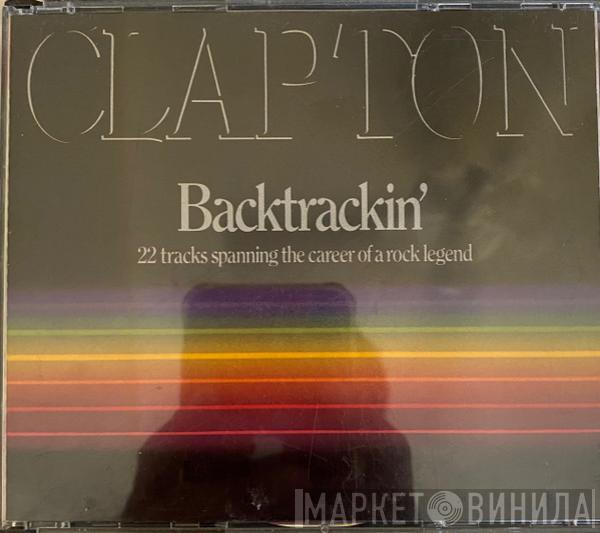 CLAPTON
Backtrackin'
22 tracks spanning the career of a rock legend
МАРКЕТ ВИНИЛА